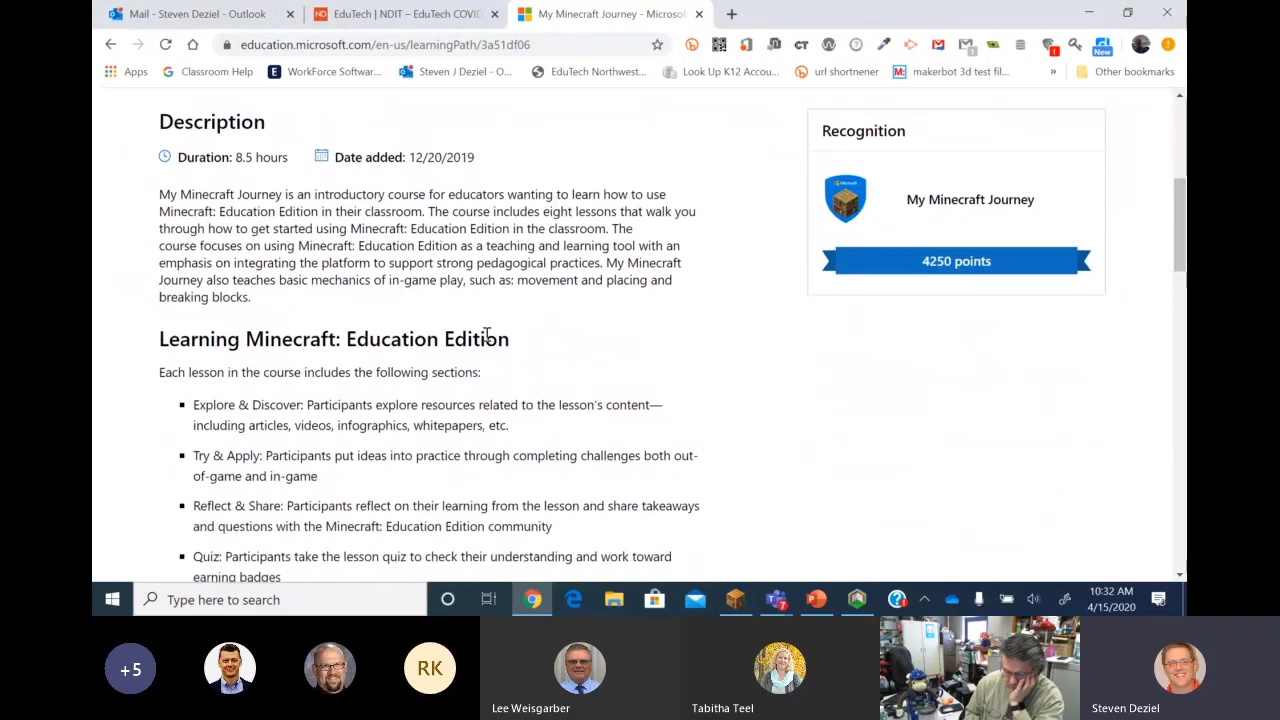 Mail - Steven Deziel - Outlook
EduTech | NDIT – EduTech COVID
My Minecraft Journey - Microsof
education.microsoft.com/en-us/learningPath/3a51df06
New
Apps
Classroom Help
WorkForce Softwar...
Steven J Deziel - O...
EduTech Northwest...
Look Up K12 Accou...
url shortnener
makerbot 3d test fil...
»
Other bookmarks
Description
Duration: 8.5 hours
Date added: 12/20/2019
My Minecraft Journey is an introductory course for educators wanting to learn how to use
Minecraft: Education Edition in their classroom. The course includes eight lessons that walk you
through how to get started using Minecraft: Education Edition in the classroom. The
course focuses on using Minecraft: Education Edition as a teaching and learning tool with an
emphasis on integrating the platform to support strong pedagogical practices. My Minecraft
Journey also teaches basic mechanics of in-game play, such as: movement and placing and
breaking blocks.
Recognition
My Minecraft Journey
4250 points
Learning Minecraft: Education Edition
Each lesson in the course includes the following sections:
Explore & Discover: Participants explore resources related to the lesson's content—
including articles, videos, infographics, whitepapers, etc.
Try & Apply: Participants put ideas into practice through completing challenges both out-
of-game and in-game
Reflect & Share: Participants reflect on their learning from the lesson and share takeaways
and questions with the Minecraft: Education Edition community
Quiz: Participants take the lesson quiz to check their understanding and work toward
earning badges
Type here to search
10:32 AM
4/15/2020
+5
RK
Lee Weisgarber
Tabitha Teel
Steven Deziel